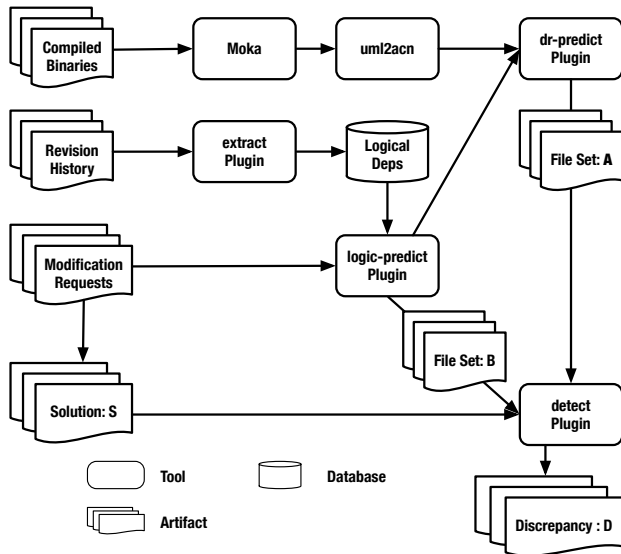 Compiled
Binaries
Moka
uml2acn
dr-predict
Plugin
Revision
History
extract
Plugin
Logical
Deps
File Set: A
Modification
Requests
logic-predict
Plugin
File Set: B
Solution: S
detect
Plugin
Tool
Database
Artifact
Discrepancy : D